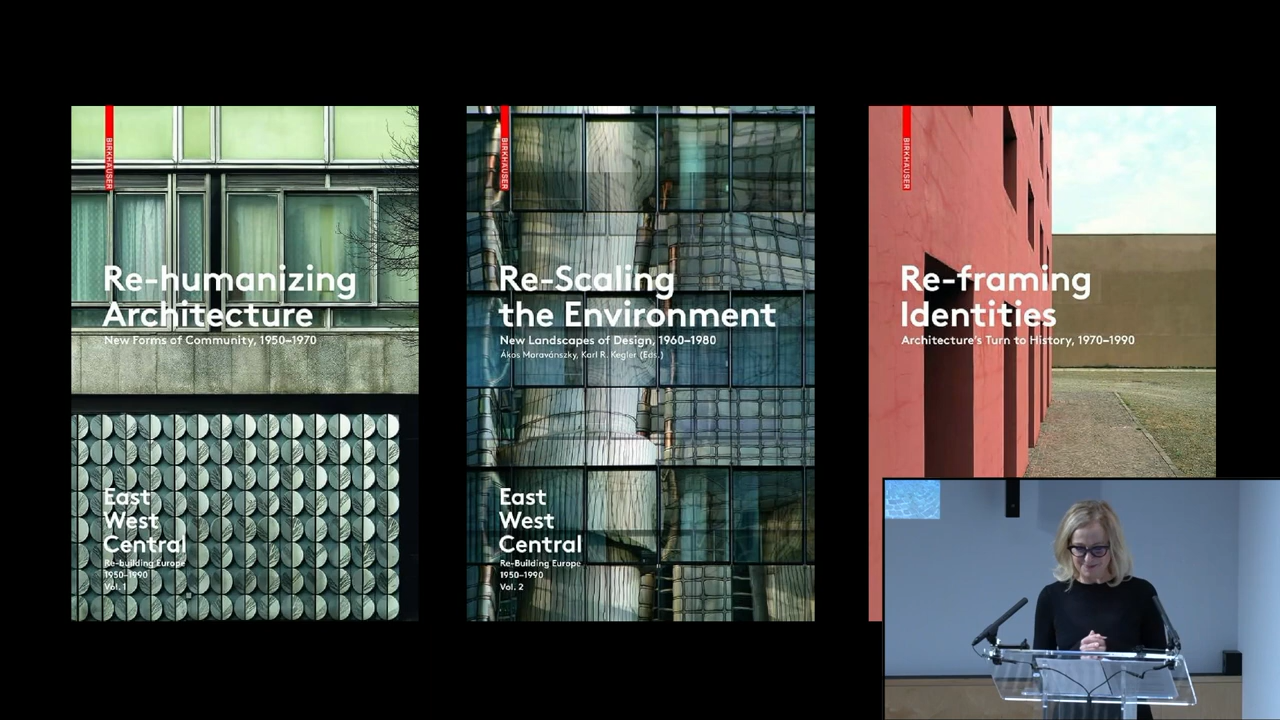 BIRKHÄUSER
Re-humanizing
Architecture
New Forms of Community, 1950–1970
East
West
Central
Re-building Europe
1950–1990
Vol. 1
BIRKHÄUSER
Re-Scaling
the Environment
New Landscapes of Design, 1960–1980
Ákos Moravánszky, Karl R. Kegler (Eds.)
East
West
Central
Re-Building Europe
1950–1990
Vol. 2
BIRKHÄUSER
Re-framing
Identities
Architecture's Turn to History, 1970–1990